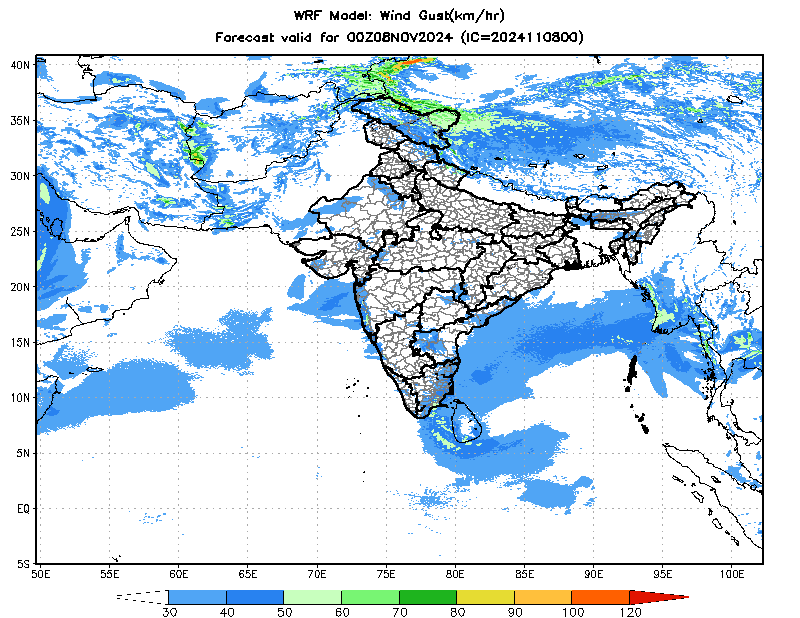 WRF Model: Wind Gust(km/hr)
Forecast valid for 00Z08NOV2024 (IC=2024110800)
40N
35N
30N
25N
20N
15N
10N
5N
EQ
5S
50E 55E 60E 65E 70E 75E 80E 85E 90E 95E 100E
30 40 50 60 70 80 90 100 120